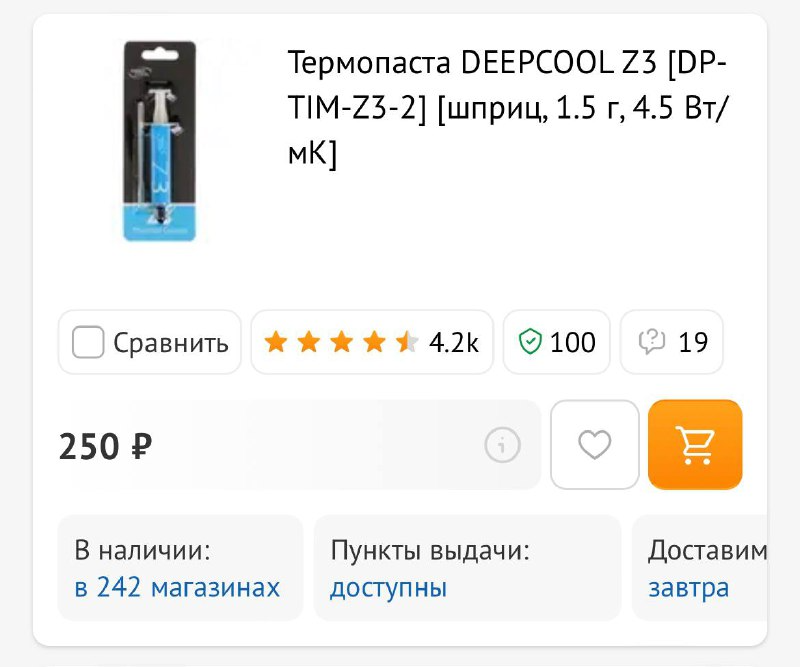 Термопаста DEEPCOOL Z3 [DP-
TIM-Z3-2] [шприц, 1.5 г, 4.5 Вт/
мК]
Z3
Сравнить
4.2k
100
19
250 ₽
В наличии:
в 242 магазинах
Пункты выдачи:
доступны
Доставим
завтра